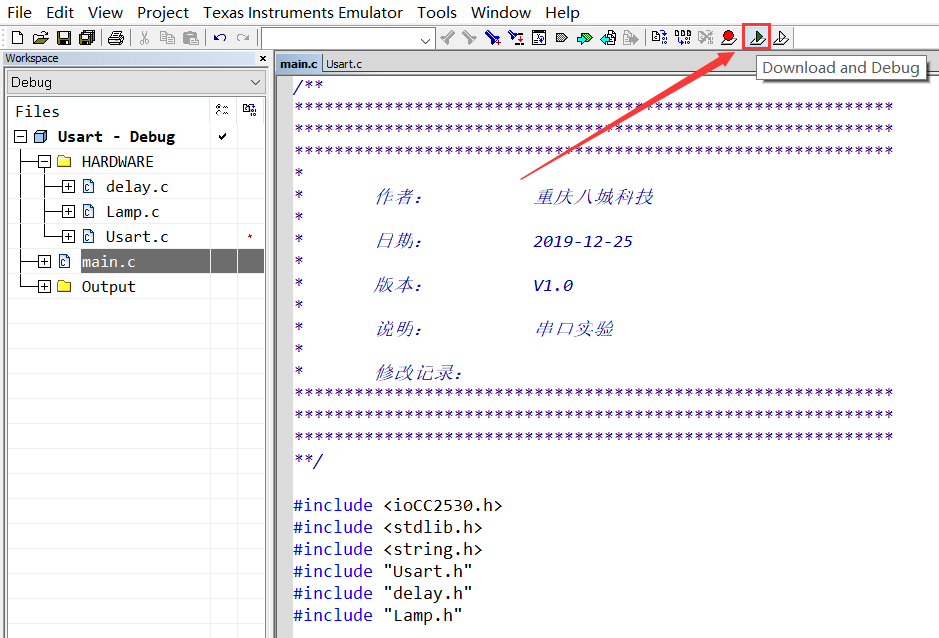 File Edit View Project Texas Instruments Emulator Tools Window Help
Workspace
Debug
Files
Usart - Debug
HARDWARE
delay.c
Lamp.c
Usart.c
main.c
Output
main.c Usart.c
Download and Debug
/**
************************************************************
************************************************************
************************************************************
*
* 作者: 重庆八城科技
*
* 日期: 2019-12-25
*
* 版本: V1.0
*
* 说明: 串口实验
*
* 修改记录:
************************************************************
************************************************************
************************************************************
**/
#include <ioCC2530.h>
#include <stdlib.h>
#include <string.h>
#include "Usart.h"
#include "delay.h"
#include "Lamp.h"